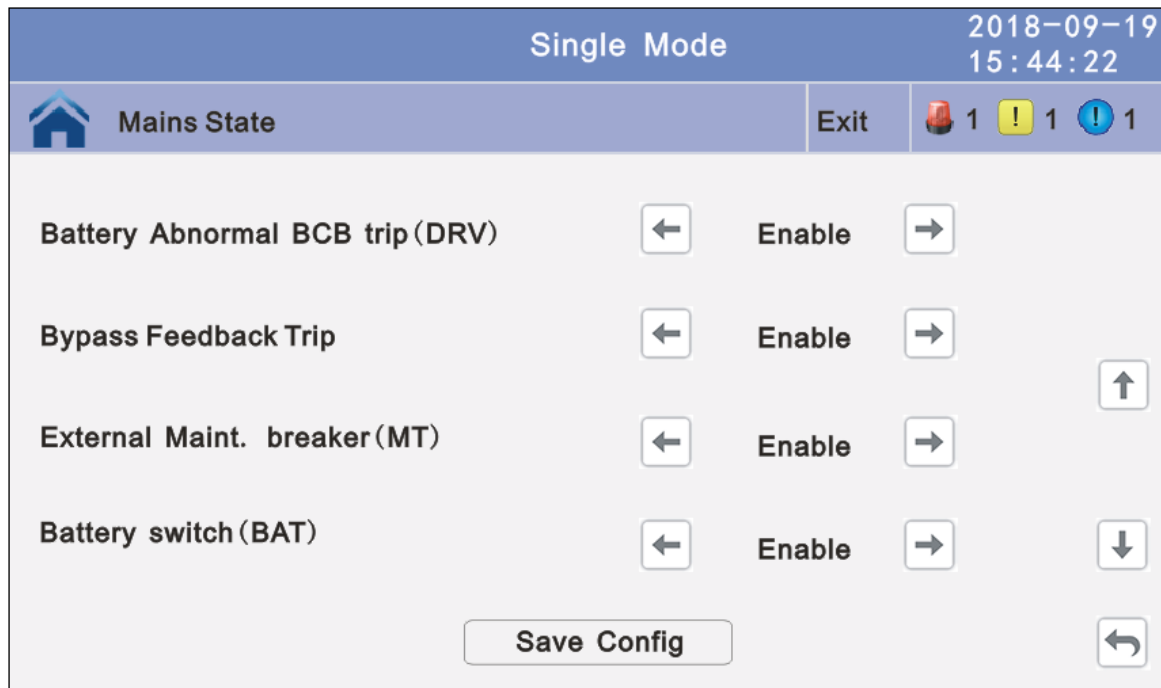 Single Mode
2018-09-19
15:44:22
Mains State
Exit
1
! 1
! 1
Battery Abnormal BCB trip(DRV)
Enable
Bypass Feedback Trip
Enable
External Maint. breaker(MT)
Enable
Battery switch(BAT)
Enable
Save Config